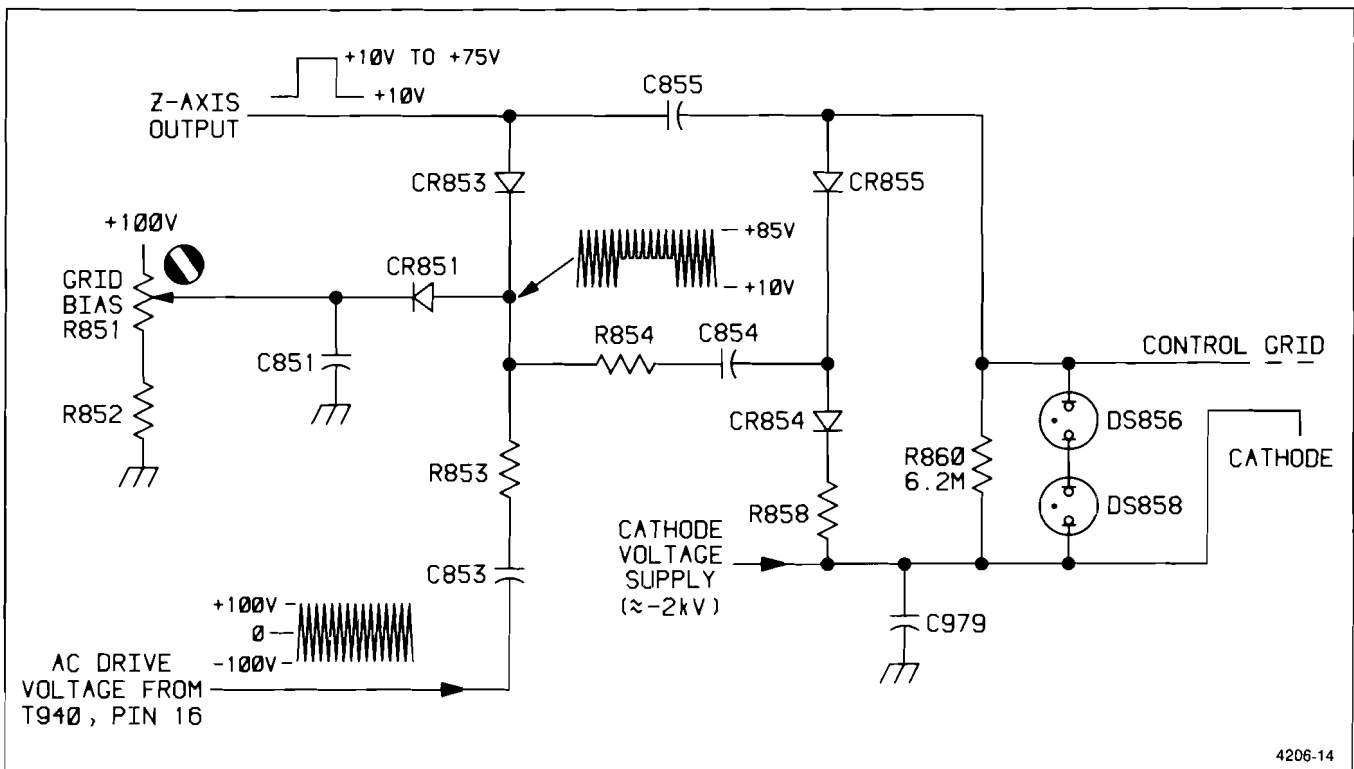 +10V TO +75V
+10V
Z-AXIS
OUTPUT
C855
CR853
CR855
+100V
GRID
BIAS
R851
CR851
+85V
+10V
C851
R854
C854
CONTROL GRID
R852
CR854
DS856
R853
R860
6.2M
CATHODE
R858
DS858
CATHODE
VOLTAGE
SUPPLY
(≈-2kV)
C853
C979
+100V
0
-100V
AC DRIVE
VOLTAGE FROM
T940, PIN 16
4206-14